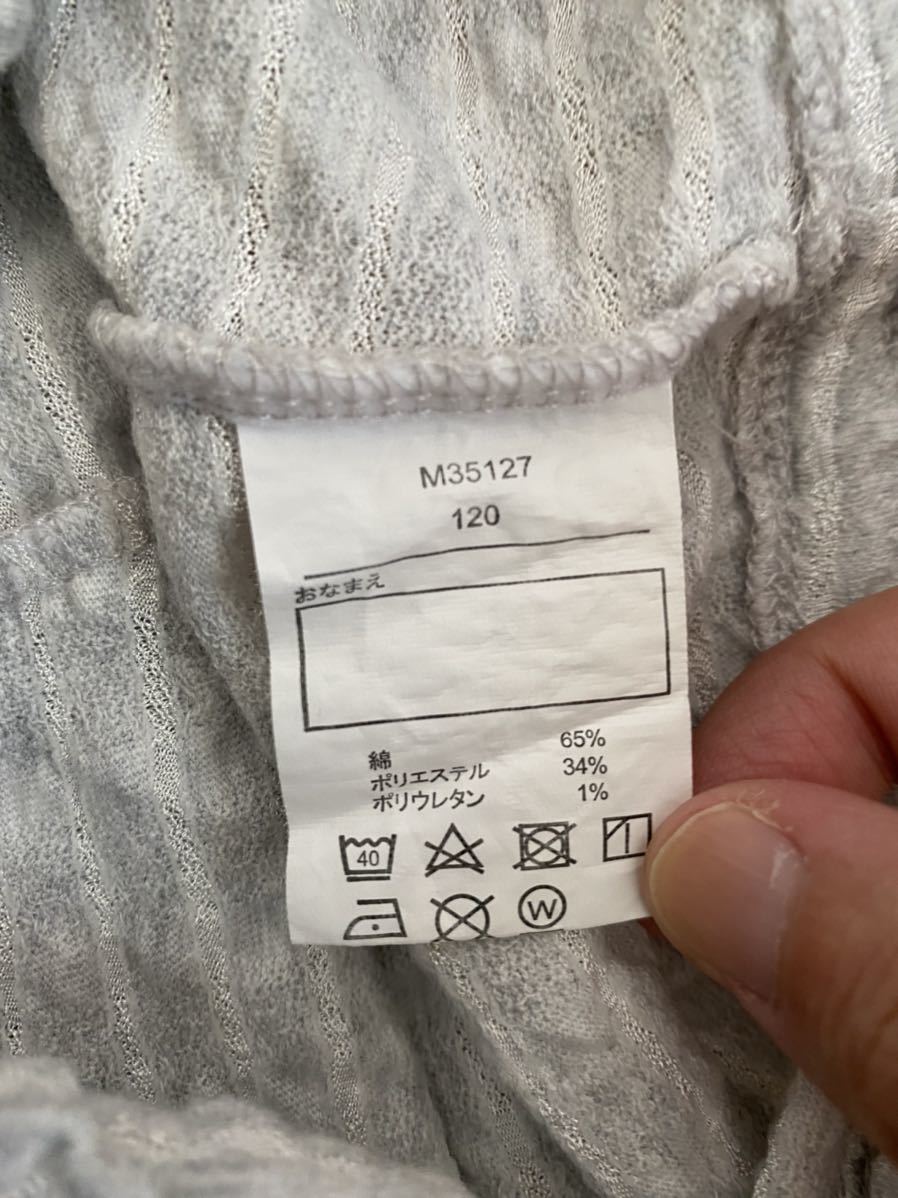 M35127
120
おなまえ
綿 65%
ポリエステル 34%
ポリウレタン 1%
40
W